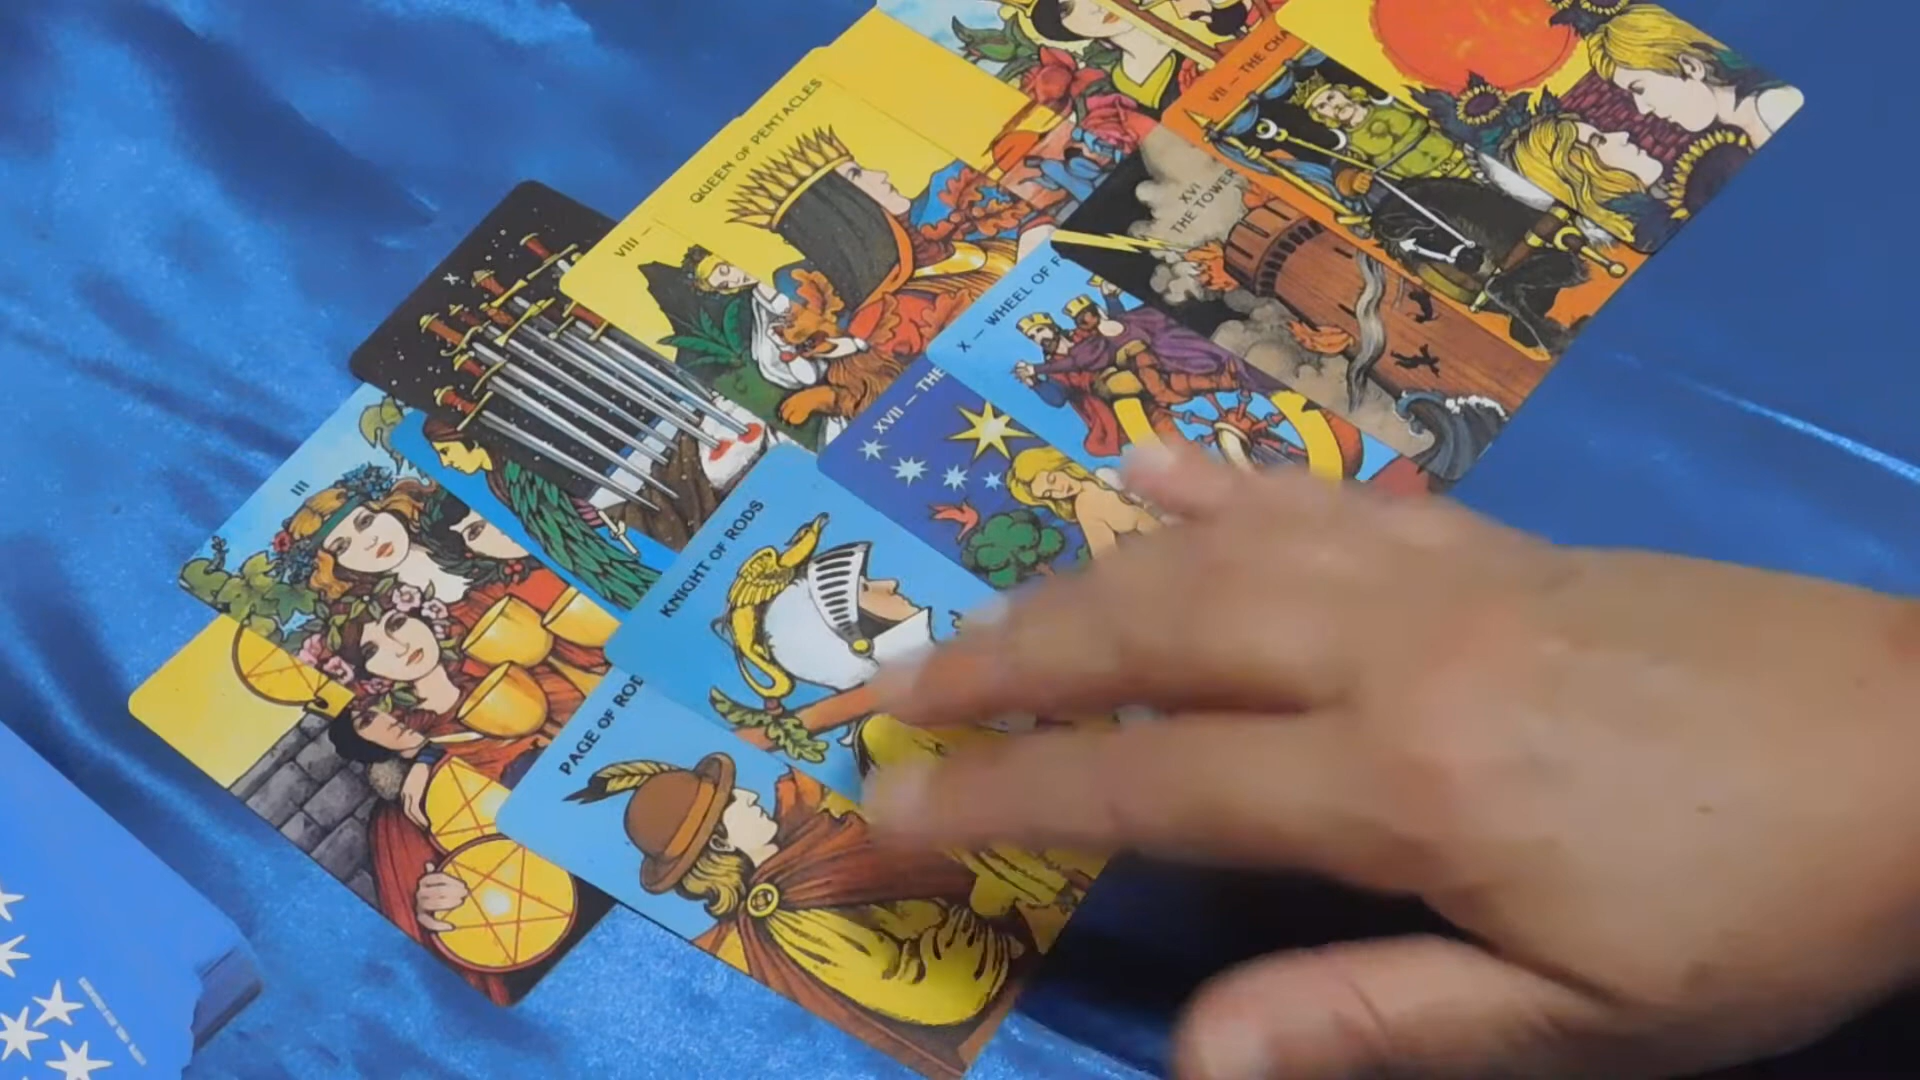 VII — THE CHA
QUEEN OF PENTACLES
XVI
THE TOWER
VIII —
X
X — WHEEL OF F
XVII — THE
III
KNIGHT OF RODS
PAGE OF ROD